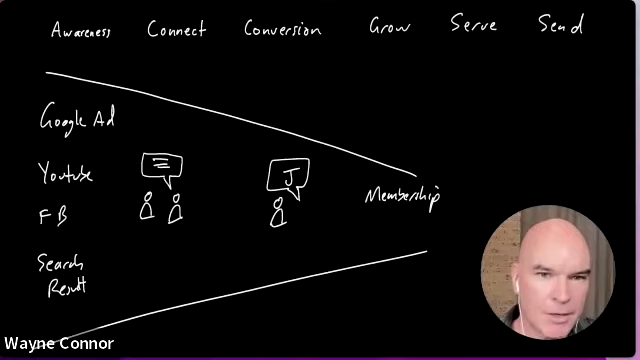 Awareness Connect Conversion Grow Serve Send
Google Ad
Youtube
J
Membership
FB
Search
Result
Wayne Connor